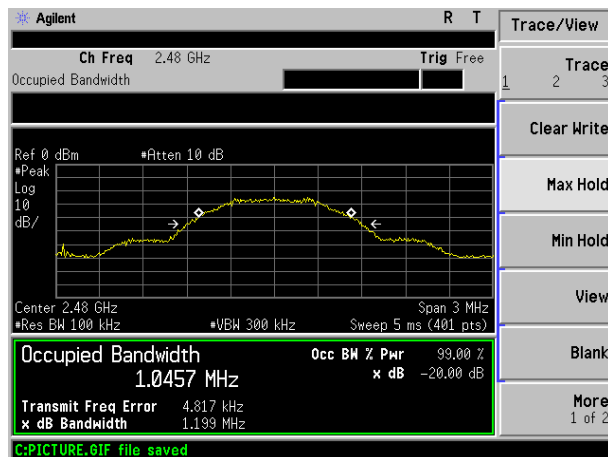 Agilent R T
Trace/View
Ch Freq 2.48 GHz Trig Free
Occupied Bandwidth
Trace
1 2 3
Clear Write
Max Hold
Min Hold
View
Blank
More
1 of 2
Ref 0 dBm #Atten 10 dB
#Peak
Log
10
dB/
Center 2.48 GHz Span 3 MHz
#Res BW 100 kHz #VBW 300 kHz Sweep 5 ms (401 pts)
Occupied Bandwidth Occ BW % Pwr 99.00 %
1.0457 MHz x dB -20.00 dB
Transmit Freq Error 4.817 kHz
x dB Bandwidth 1.199 MHz
C:PICTURE.GIF file saved